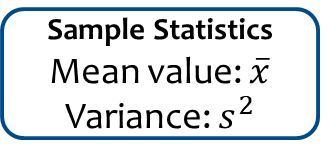 Sample Statistics
Mean value: x̄
Variance: s²